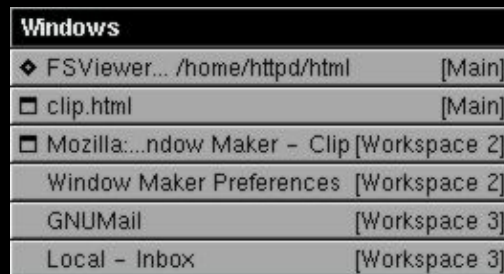 Windows
FSViewer... /home/httpd/html [Main]
clip.html [Main]
Mozilla:...ndow Maker – Clip [Workspace 2]
Window Maker Preferences [Workspace 2]
GNUMail [Workspace 3]
Local – Inbox [Workspace 3]